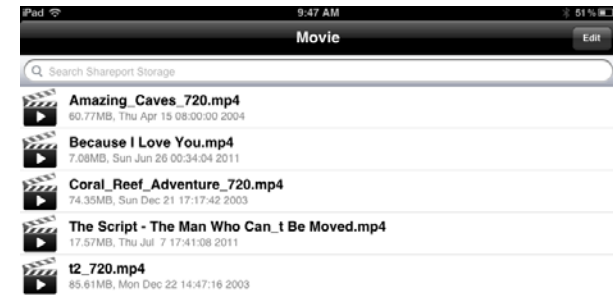 iPad 9:47 AM 51%
Movie Edit
Search Shareport Storage
Amazing_Caves_720.mp4
60.77MB, Thu Apr 15 08:00:00 2004
Because I Love You.mp4
7.08MB, Sun Jun 26 00:34:04 2011
Coral_Reef_Adventure_720.mp4
74.35MB, Sun Dec 21 17:17:42 2003
The Script - The Man Who Can_t Be Moved.mp4
17.57MB, Thu Jul 7 17:41:08 2011
t2_720.mp4
85.61MB, Mon Dec 22 14:47:16 2003